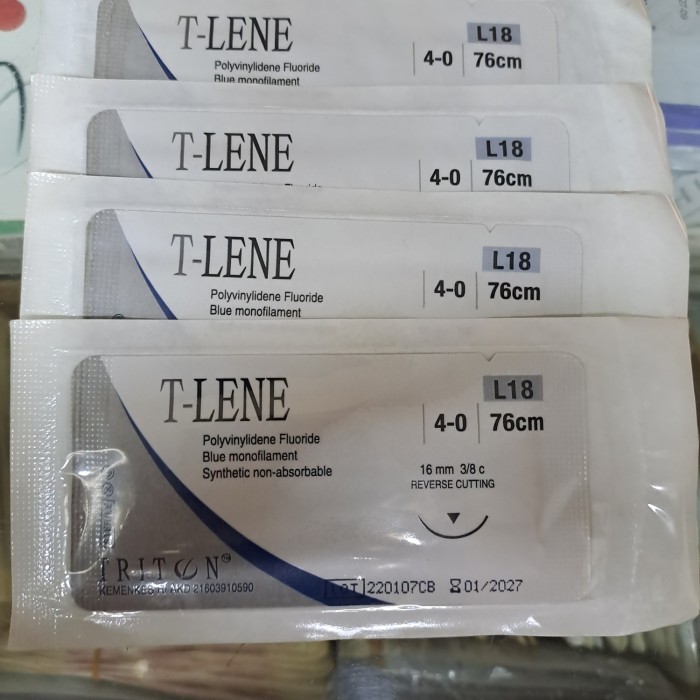 T-LENE
L18
4-0 76cm
Polyvinylidene Fluoride
Blue monofilament
T-LENE
L18
4-0 76cm
T-LENE
L18
4-0 76cm
Polyvinylidene Fluoride
Blue monofilament
T-LENE
L18
4-0 76cm
Polyvinylidene Fluoride
Blue monofilament
Synthetic non-absorbable
16 mm 3/8 c
REVERSE CUTTING
TRITON®
KEMENKES RI AKD 21603910590
LOT 220107CB 01/2027